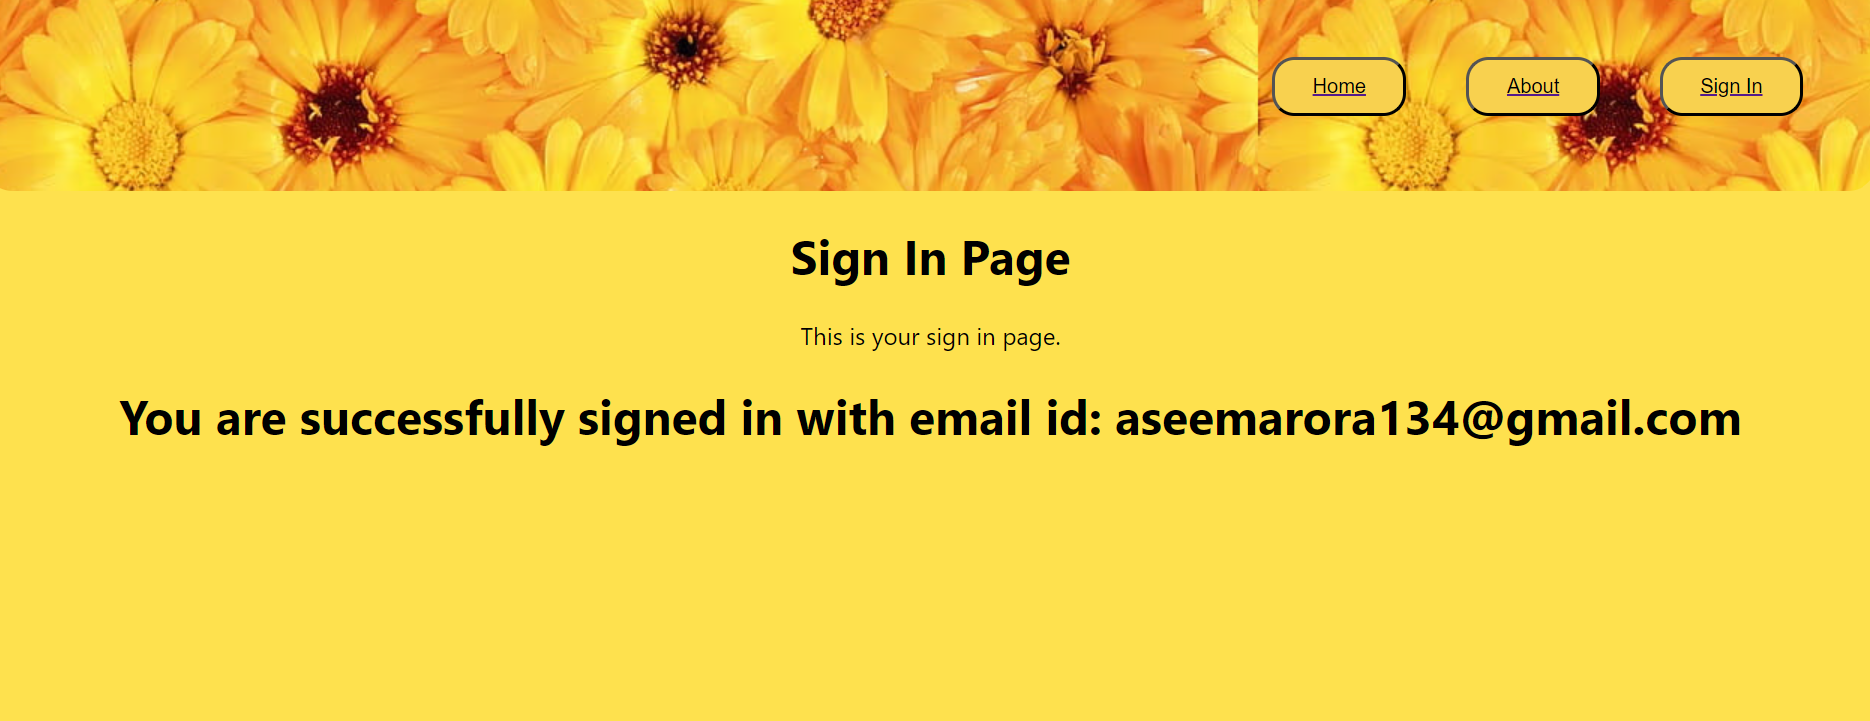 Home About Sign In
Sign In Page
This is your sign in page.
You are successfully signed in with email id: aseemarora134@gmail.com